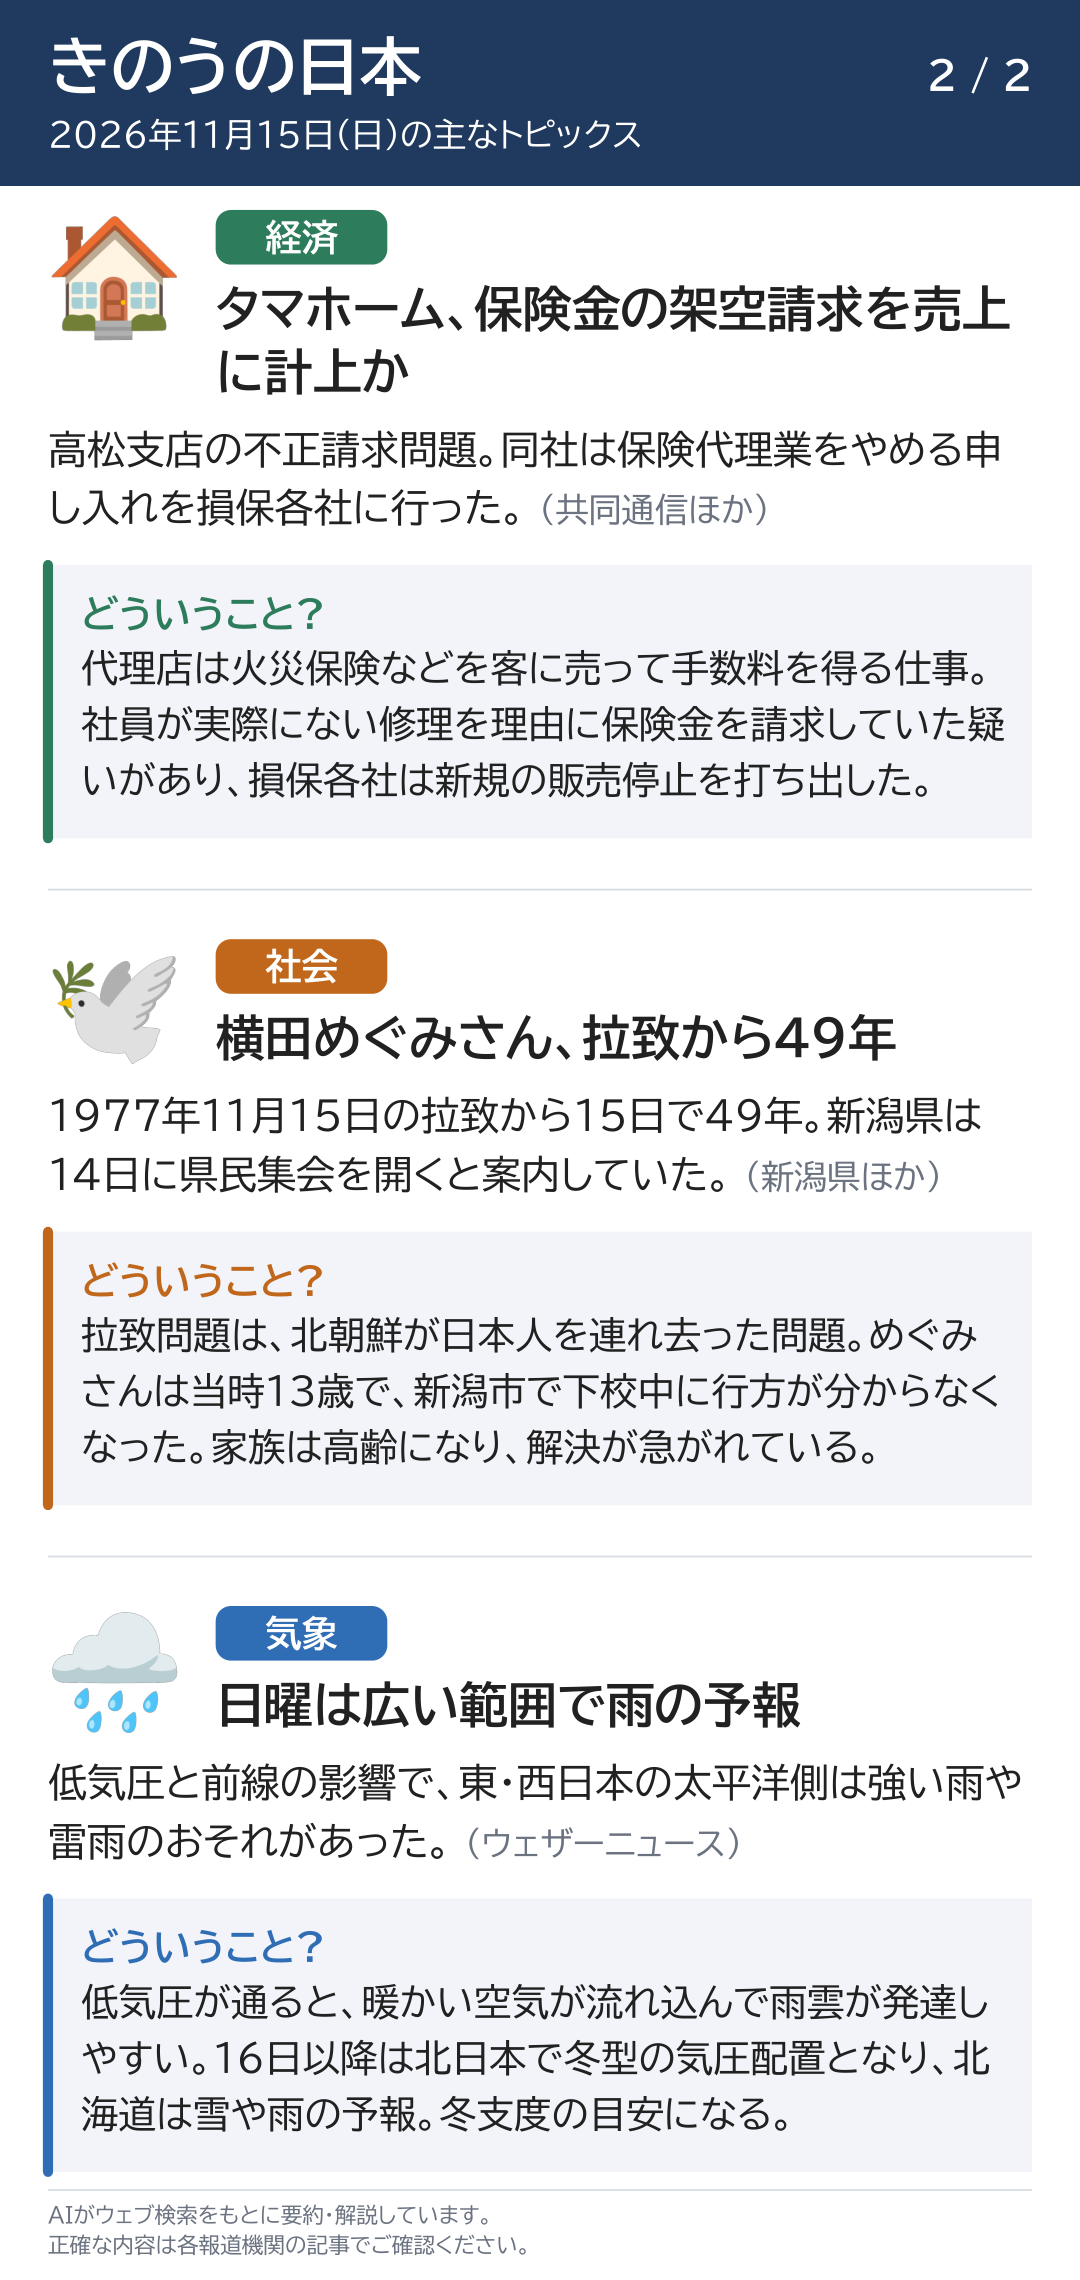 きのうの日本
2 / 2
2026年11月15日(日)の主なトピックス
経済
タマホーム、保険金の架空請求を売上
に計上か
高松支店の不正請求問題。同社は保険代理業をやめる申
し入れを損保各社に行った。（共同通信ほか）
どういうこと？
代理店は火災保険などを客に売って手数料を得る仕事。
社員が実際にない修理を理由に保険金を請求していた疑
いがあり、損保各社は新規の販売停止を打ち出した。
社会
横田めぐみさん、拉致から49年
1977年11月15日の拉致から15日で49年。新潟県は
14日に県民集会を開くと案内していた。（新潟県ほか）
どういうこと？
拉致問題は、北朝鮮が日本人を連れ去った問題。めぐみ
さんは当時13歳で、新潟市で下校中に行方が分からなく
なった。家族は高齢になり、解決が急がれている。
気象
日曜は広い範囲で雨の予報
低気圧と前線の影響で、東・西日本の太平洋側は強い雨や
雷雨のおそれがあった。（ウェザーニュース）
どういうこと？
低気圧が通ると、暖かい空気が流れ込んで雨雲が発達し
やすい。16日以降は北日本で冬型の気圧配置となり、北
海道は雪や雨の予報。冬支度の目安になる。
AIがウェブ検索をもとに要約・解説しています。
正確な内容は各報道機関の記事でご確認ください。